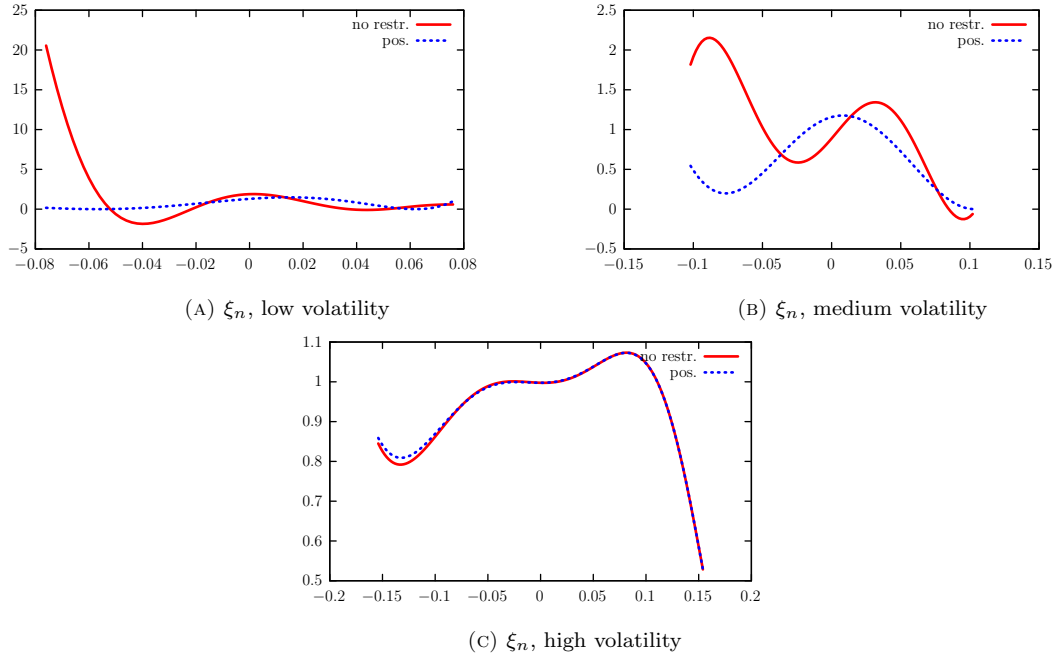 no restr.
pos.
25
20
15
10
5
0
−5
−0.08 −0.06 −0.04 −0.02 0 0.02 0.04 0.06 0.08
(A) ξn, low volatility
no restr.
pos.
2.5
2
1.5
1
0.5
0
−0.5
−0.15 −0.1 −0.05 0 0.05 0.1 0.15
(B) ξn, medium volatility
no restr.
pos.
1.1
1
0.9
0.8
0.7
0.6
0.5
−0.2 −0.15 −0.1 −0.05 0 0.05 0.1 0.15 0.2
(C) ξn, high volatility